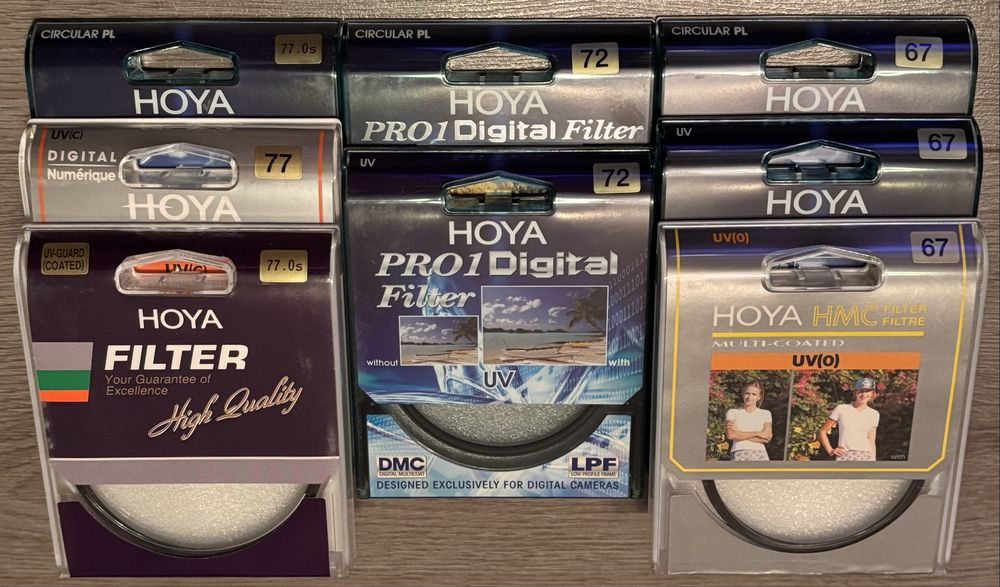 CIRCULAR PL
77.0s
HOYA
UV(C)
DIGITAL
Numérique
77
HOYA
UV-GUARD
(COATED)
UV(C)
77.0s
HOYA
FILTER
Your Guarantee of
Excellence
High Quality
CIRCULAR PL
72
HOYA
PRO1 Digital Filter
UV
72
HOYA
PRO1 Digital
Filter
without
with
UV
DMC
DIGITAL MULTICOAT
LPF
LOW PROFILE FRAME
DESIGNED EXCLUSIVELY FOR DIGITAL CAMERAS
CIRCULAR PL
67
HOYA
UV
67
HOYA
UV(O)
67
HOYA HMC FILTER
FILTRE
MULTI-COATED
UV(O)
without
with